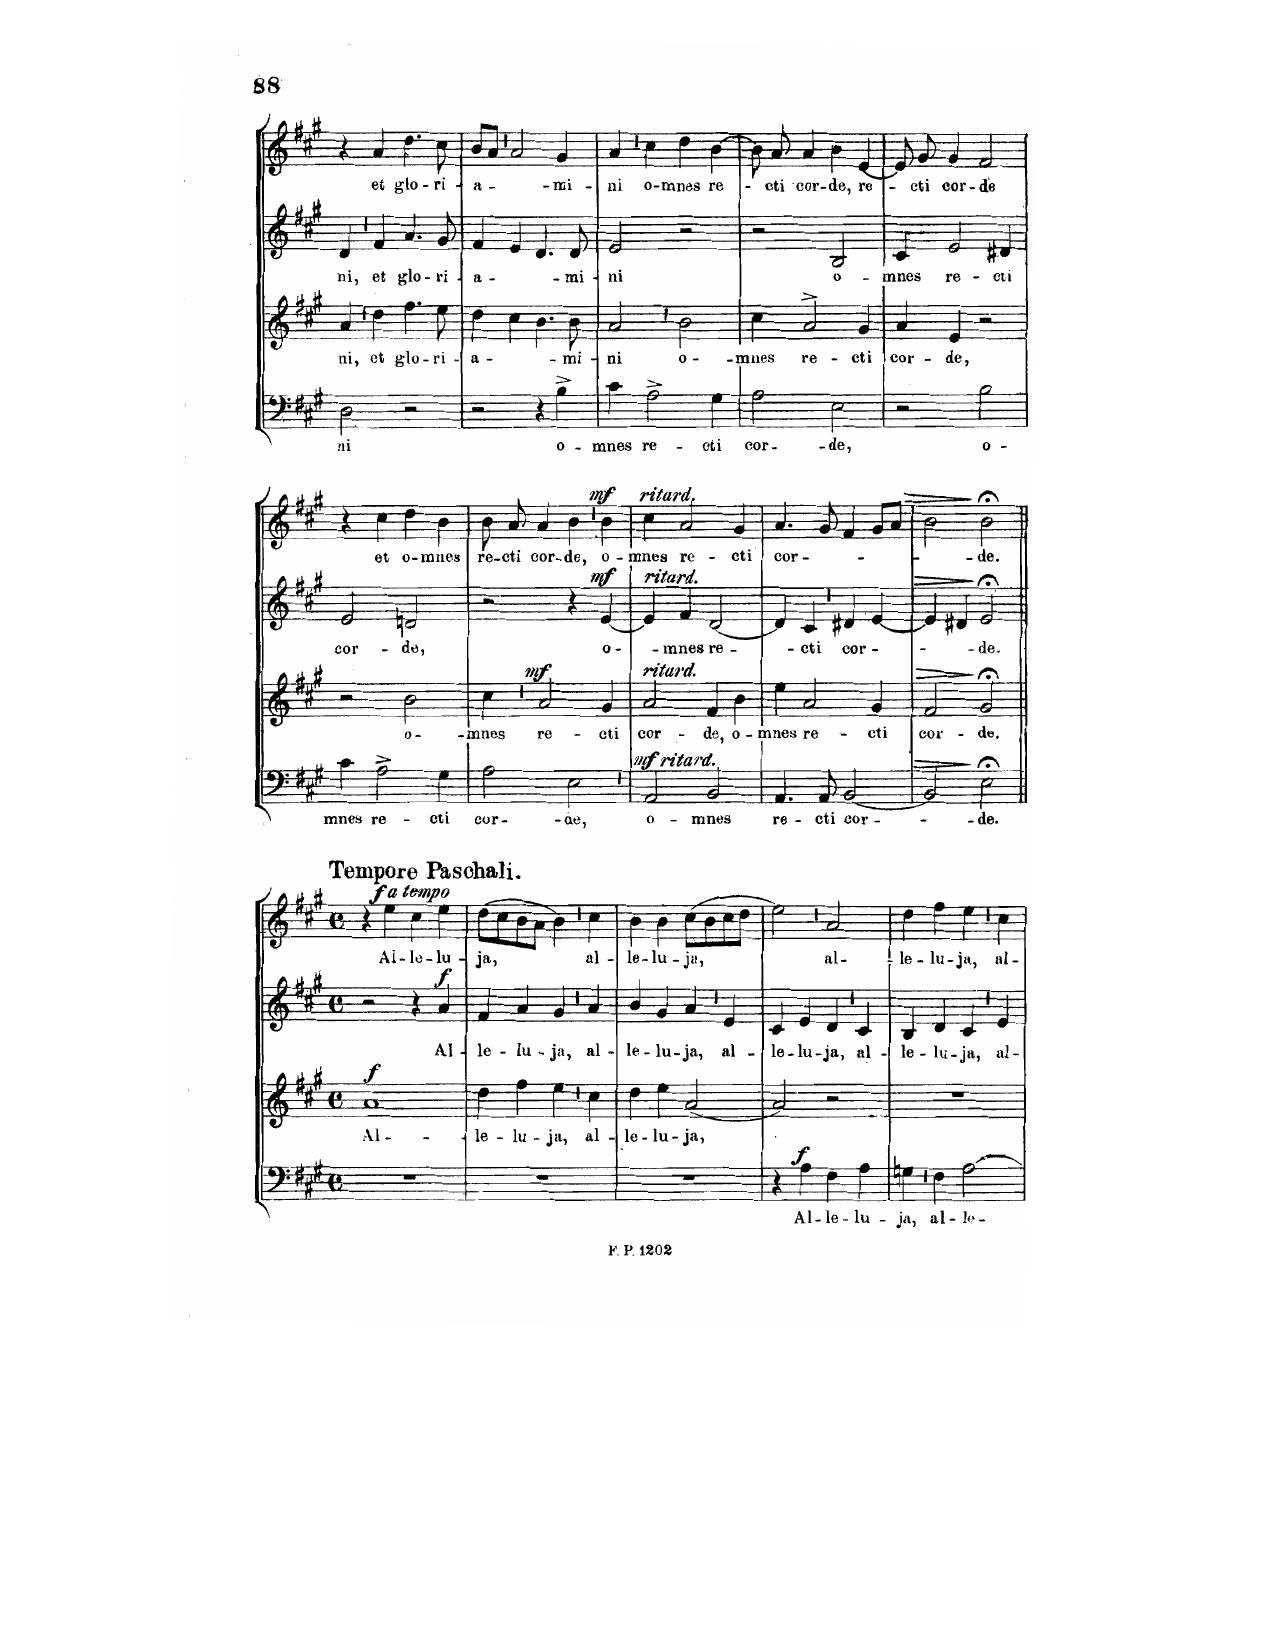 88
et glo-ri-a--mi-ni o-mnes re-cti cor-de, re-cti cor-de
ni, et glo-ri-a--mi-ni o-mnes re-cti
ni, et glo-ri-a--mi-ni o--mnes re-cti cor-de,
ni o-mnes re-cti cor--de, o-
mf ritard.
et o-mnes re-cti cor-de, o-mnes re-cti cor---de.
mf ritard.
cor-de, o--mnes re--cti cor---de.
mf ritard.
o--mnes re-cti cor-de, o-mnes re-cti cor-de.
mf ritard.
mnes re-cti cor--de, o-mnes re-cti cor---de.
Tempore Paschali.
f a tempo
Al-le-lu-ja, al-le-lu-ja, al--le-lu-ja, al-
f
Al-le-lu-ja, al-le-lu-ja, al-le-lu-ja, al-le-lu-ja, al-
f
Al--le-lu-ja, al-le-lu-ja,
f
Al-le-lu-ja, al-le-
F. P. 1202